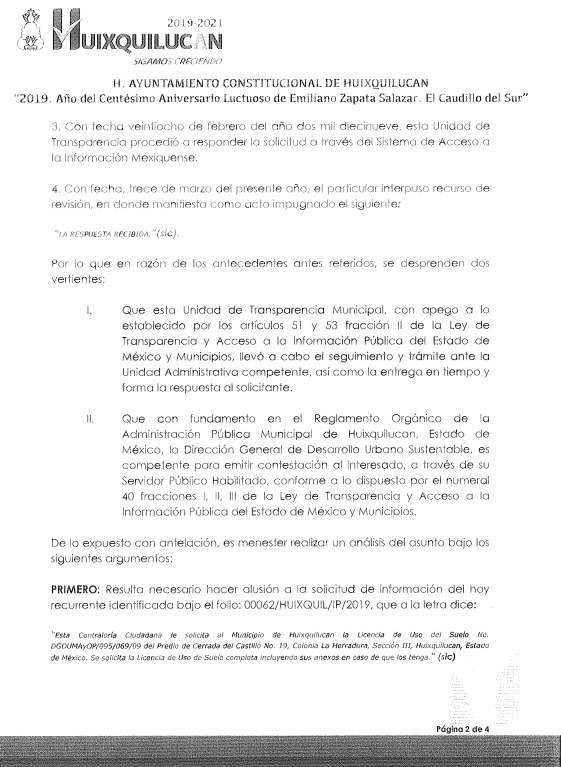 2019-2021
HUIXQUILUCAN
SIGAMOS CRECIENDO
H. AYUNTAMIENTO CONSTITUCIONAL DE HUIXQUILUCAN
"2019. Año del Centésimo Aniversario Luctuoso de Emiliano Zapata Salazar. El Caudillo del Sur"
3. Con fecha veintiocho de febrero del año dos mil diecinueve, esta Unidad de
Transparencia procedió a responder la solicitud a través del Sistema de Acceso a
la Información Mexiquense.
4. Con fecha, trece de marzo del presente año, el particular interpuso recurso de
revisión, en donde manifiesta como acto impugnado el siguiente:
"LA RESPUESTA RECIBIDA."(sic).
Por lo que en razón de los antecedentes antes referidos, se desprenden dos
vertientes:
I. Que esta Unidad de Transparencia Municipal, con apego a lo
establecido por los artículos 51 y 53 fracción II de la Ley de
Transparencia y Acceso a la Información Pública del Estado de
México y Municipios, llevó a cabo el seguimiento y trámite ante la
Unidad Administrativa competente, así como la entrega en tiempo y
forma la respuesta al solicitante.
II. Que con fundamento en el Reglamento Orgánico de la
Administración Pública Municipal de Huixquilucan, Estado de
México, la Dirección General de Desarrollo Urbano Sustentable, es
competente para emitir contestación al interesado, a través de su
Servidor Público Habilitado, conforme a lo dispuesto por el numeral
40 fracciones I, II, III de la Ley de Transparencia y Acceso a la
Información Pública del Estado de México y Municipios.
De lo expuesto con antelación, es menester realizar un análisis del asunto bajo los
siguientes argumentos:
PRIMERO: Resulta necesario hacer alusión a la solicitud de información del hoy
recurrente identificada bajo el folio: 00062/HUIXQUIL/IP/2019, que a la letra dice:
"Esta Contraloría Ciudadana le solicita al Municipio de Huixquilucan la Licencia de Uso del Suelo No.
DGDUMAyOP/095/069/09 del Predio de Cerrada del Castillo No. 19, Colonia La Herradura, Sección III, Huixquilucan, Estado
de México. Se solicita la Licencia de Uso de Suelo completa incluyendo sus anexos en caso de que los tenga." (sic)
Página 2 de 4